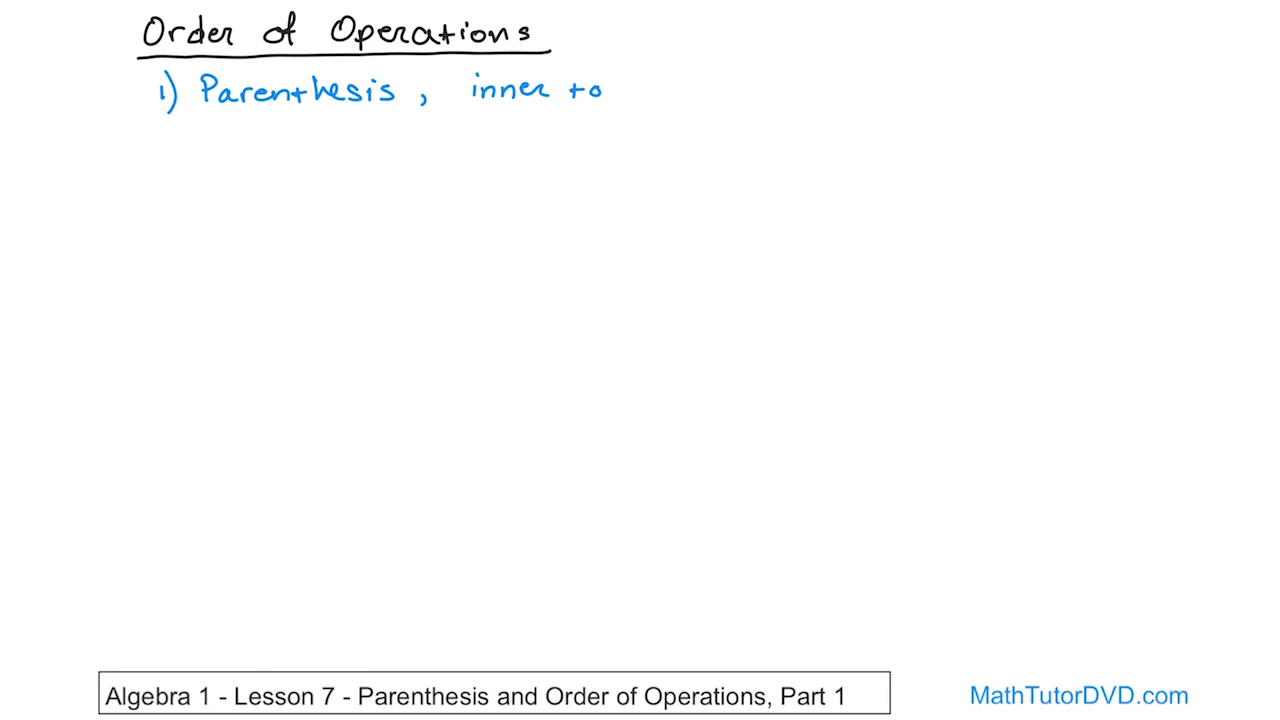 Order of Operations
1) Parenthesis, inner to
Algebra 1 - Lesson 7 - Parenthesis and Order of Operations, Part 1
MathTutorDVD.com